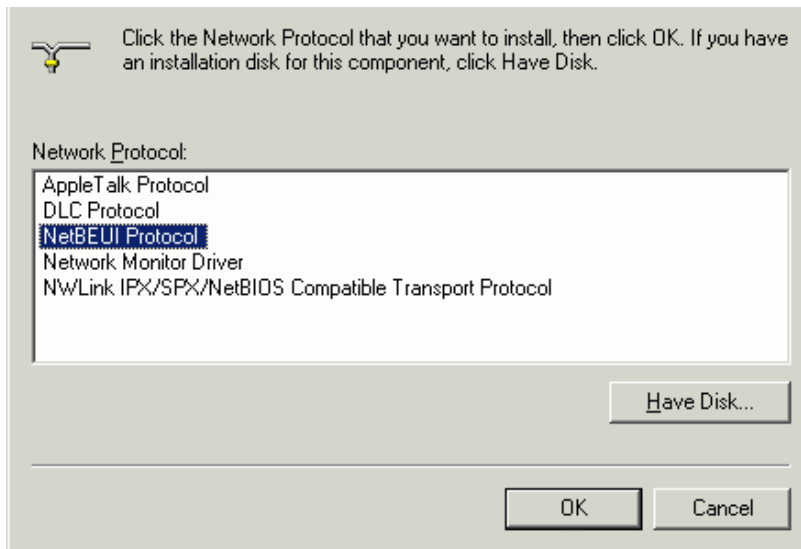 Click the Network Protocol that you want to install, then click OK. If you have
an installation disk for this component, click Have Disk.
Network Protocol:
AppleTalk Protocol
DLC Protocol
NetBEUI Protocol
Network Monitor Driver
NWLink IPX/SPX/NetBIOS Compatible Transport Protocol
Have Disk...
OK
Cancel